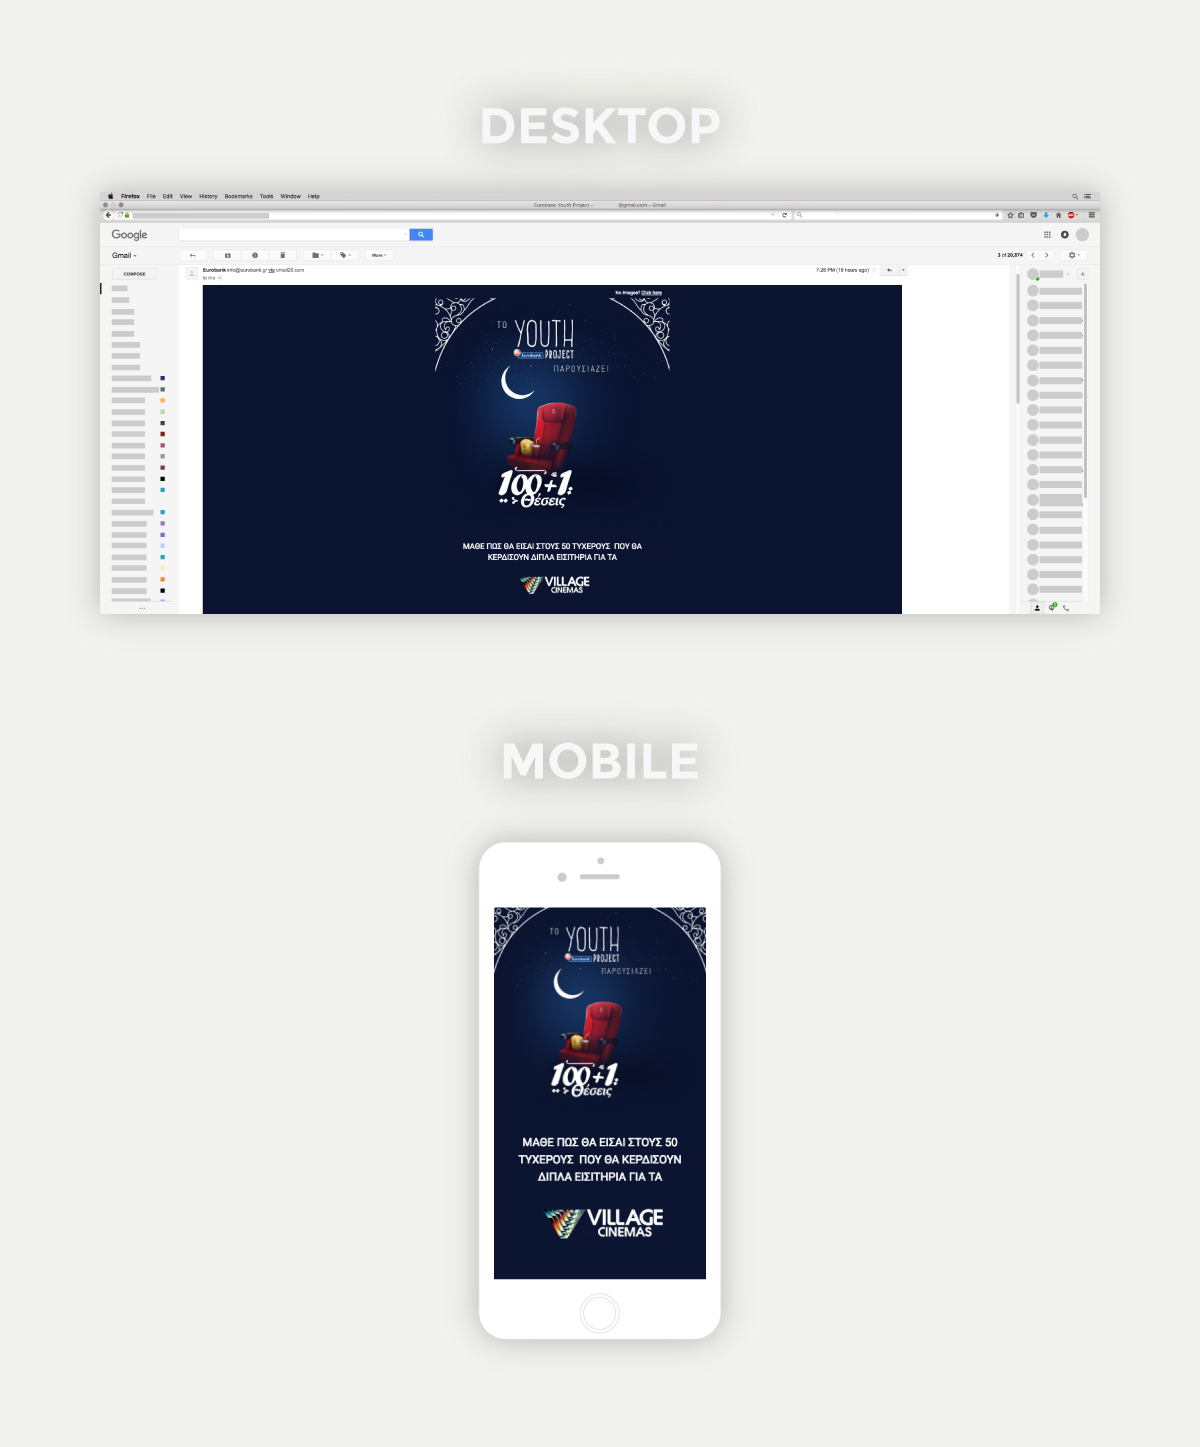 DESKTOP
Firefox File Edit View History Bookmarks Tools Window Help
Eurobank Youth Project - @gmail.com - Gmail
Google
Gmail
More
3 of 20,874
COMPOSE
Eurobank info@eurobank.gr via cmail20.com
7:26 PM (19 hours ago)
to me
No Images? Click here
ΤΟ YOUTH
Eurobank PROJECT
ΠΑΡΟΥΣΙΑΖΕΙ
100+1
θέσεις
ΜΑΘΕ ΠΩΣ ΘΑ ΕΙΣΑΙ ΣΤΟΥΣ 50 ΤΥΧΕΡΟΥΣ ΠΟΥ ΘΑ
ΚΕΡΔΙΣΟΥΝ ΔΙΠΛΑ ΕΙΣΙΤΗΡΙΑ ΓΙΑ ΤΑ
VILLAGE
CINEMAS
MOBILE
ΤΟ YOUTH
Eurobank PROJECT
ΠΑΡΟΥΣΙΑΖΕΙ
100+1
θέσεις
ΜΑΘΕ ΠΩΣ ΘΑ ΕΙΣΑΙ ΣΤΟΥΣ 50
ΤΥΧΕΡΟΥΣ ΠΟΥ ΘΑ ΚΕΡΔΙΣΟΥΝ
ΔΙΠΛΑ ΕΙΣΙΤΗΡΙΑ ΓΙΑ ΤΑ
VILLAGE
CINEMAS